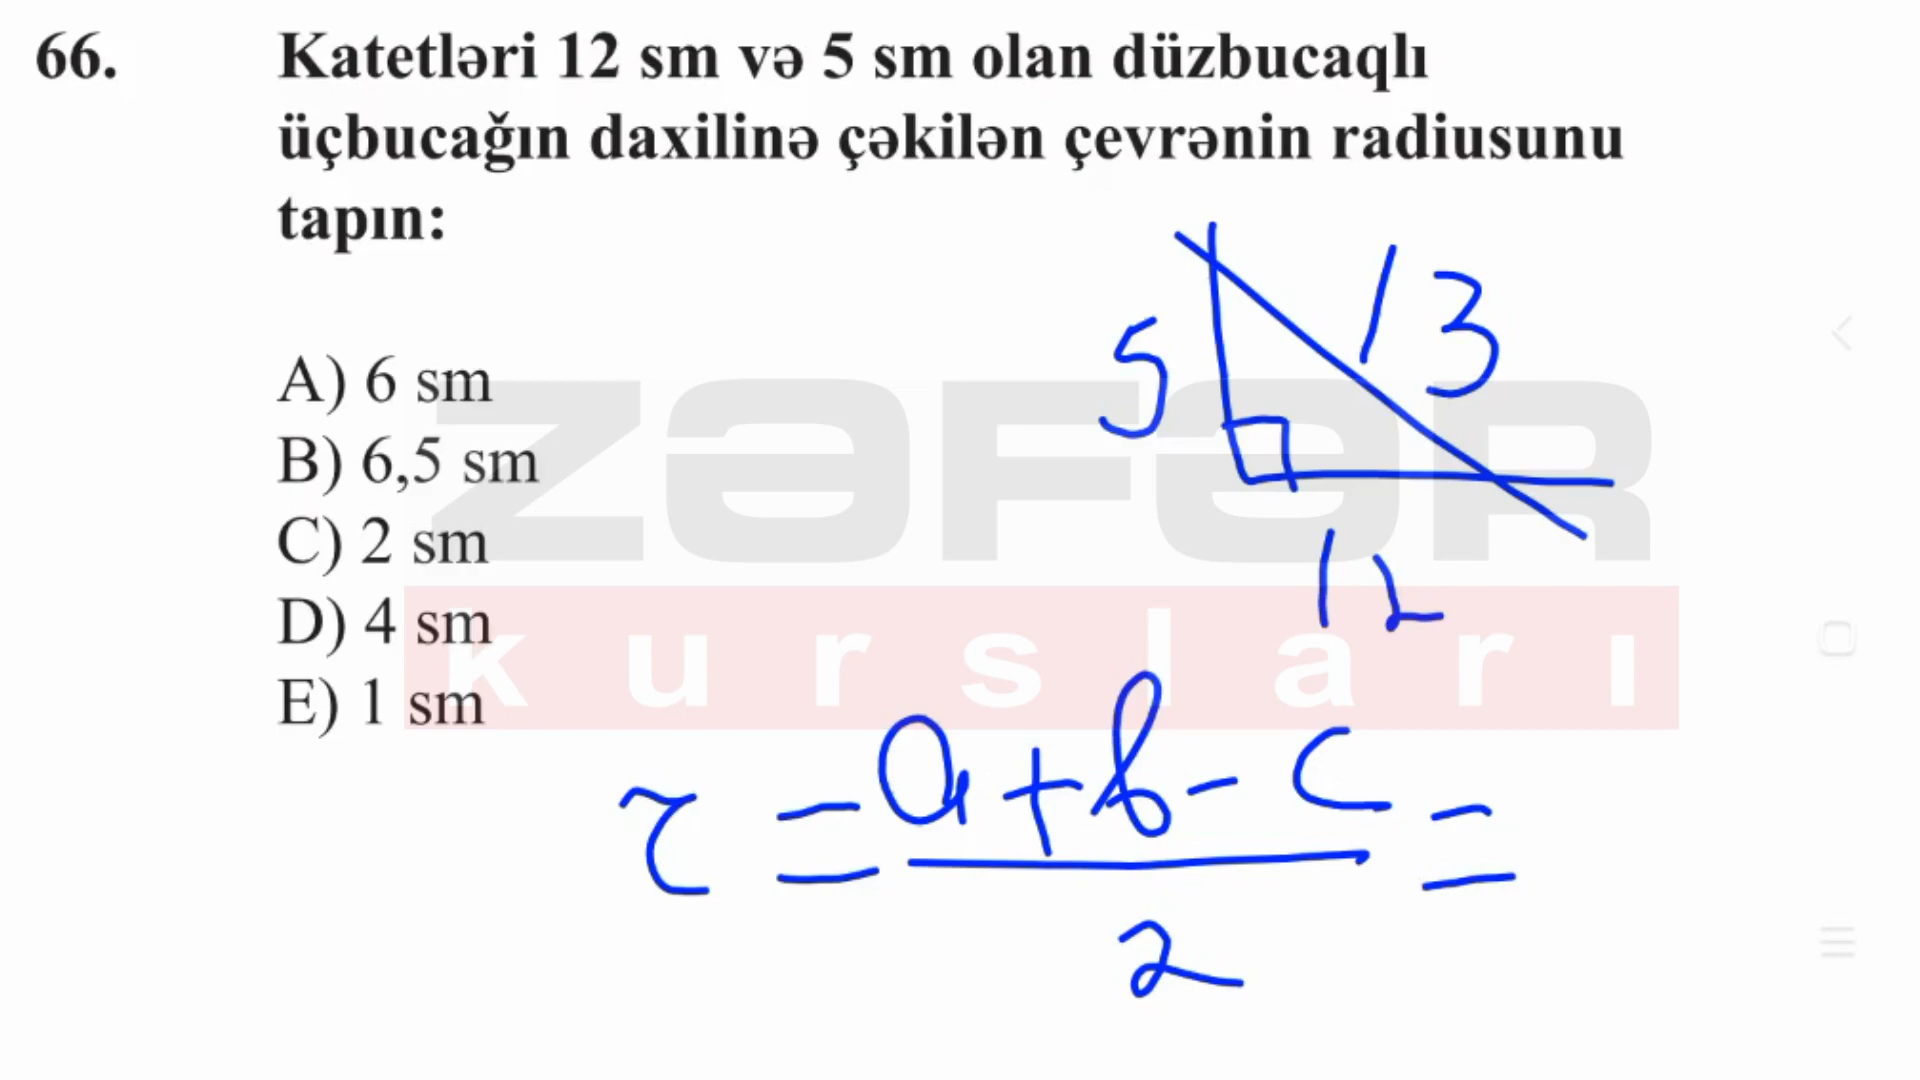 66. Katetləri 12 sm və 5 sm olan düzbucaqlı
üçbucağın daxilinə çəkilən çevrənin radiusunu
tapın:
5
13
12
A) 6 sm
B) 6,5 sm
C) 2 sm
D) 4 sm
E) 1 sm
ZƏFƏR
kursları
r = a + b - c =
2